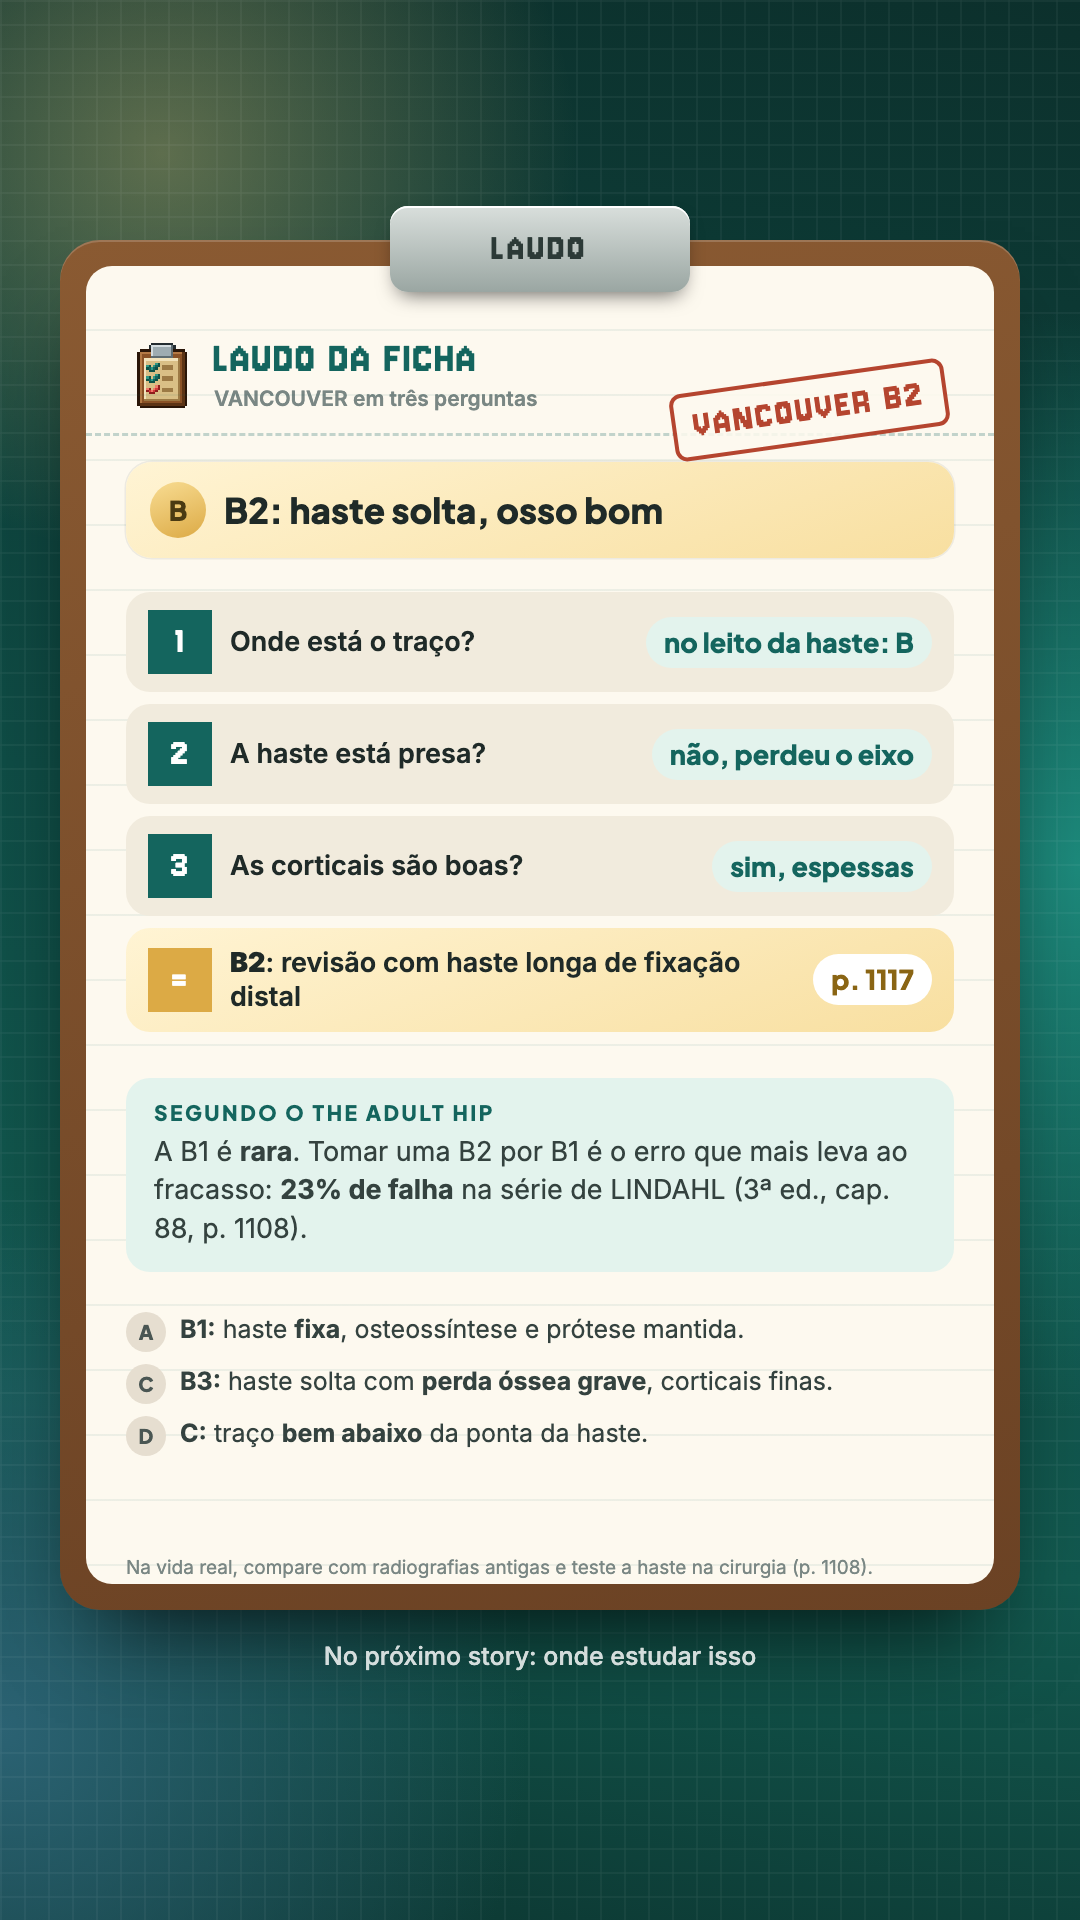 LAUDO
LAUDO DA FICHA
VANCOUVER em três perguntas
VANCOUVER B2
B B2: haste solta, osso bom
1 Onde está o traço? no leito da haste: B
2 A haste está presa? não, perdeu o eixo
3 As corticais são boas? sim, espessas
= B2: revisão com haste longa de fixação
distal
p. 1117
SEGUNDO O THE ADULT HIP
A B1 é rara. Tomar uma B2 por B1 é o erro que mais leva ao
fracasso: 23% de falha na série de LINDAHL (3ª ed., cap.
88, p. 1108).
A B1: haste fixa, osteossíntese e prótese mantida.
C B3: haste solta com perda óssea grave, corticais finas.
D C: traço bem abaixo da ponta da haste.
Na vida real, compare com radiografias antigas e teste a haste na cirurgia (p. 1108).
No próximo story: onde estudar isso